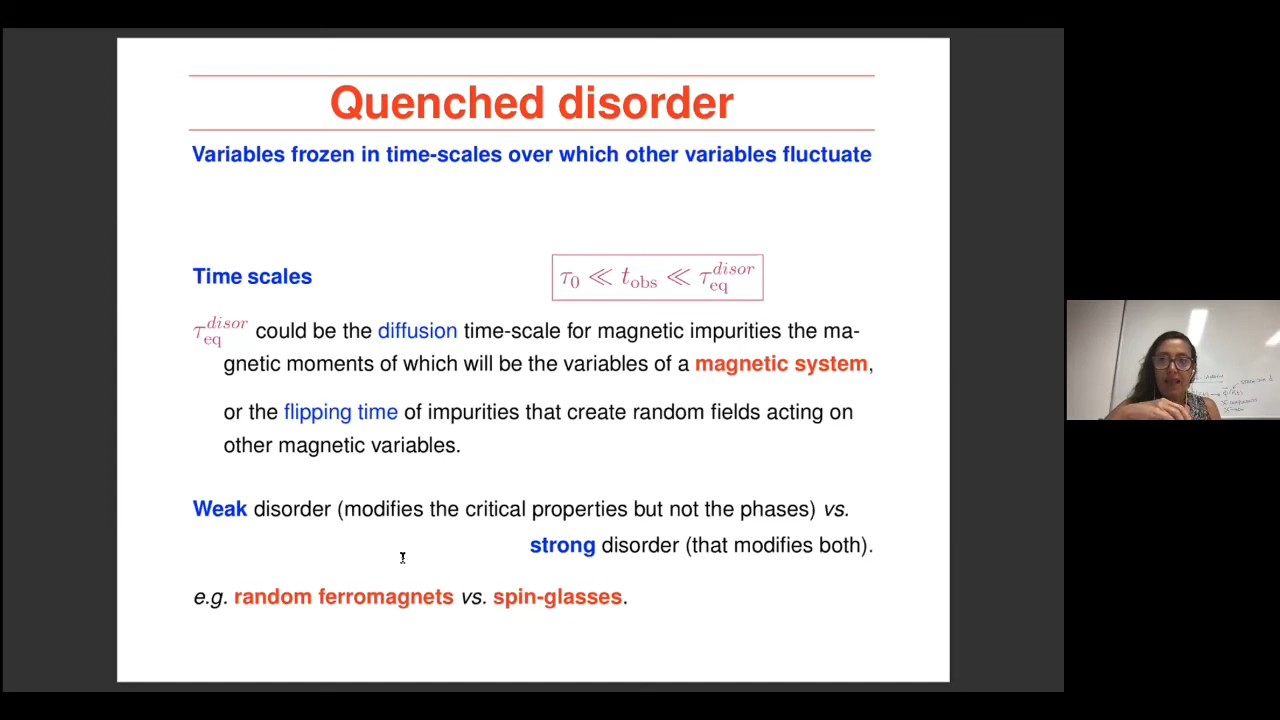 Quenched disorder
Variables frozen in time-scales over which other variables fluctuate
Time scales
τ₀ ≪ t_obs ≪ τ_eq^disor
τ_eq^disor could be the diffusion time-scale for magnetic impurities the ma-
gnetic moments of which will be the variables of a magnetic system,
or the flipping time of impurities that create random fields acting on
other magnetic variables.
Weak disorder (modifies the critical properties but not the phases) vs.
strong disorder (that modifies both).
e.g. random ferromagnets vs. spin-glasses.